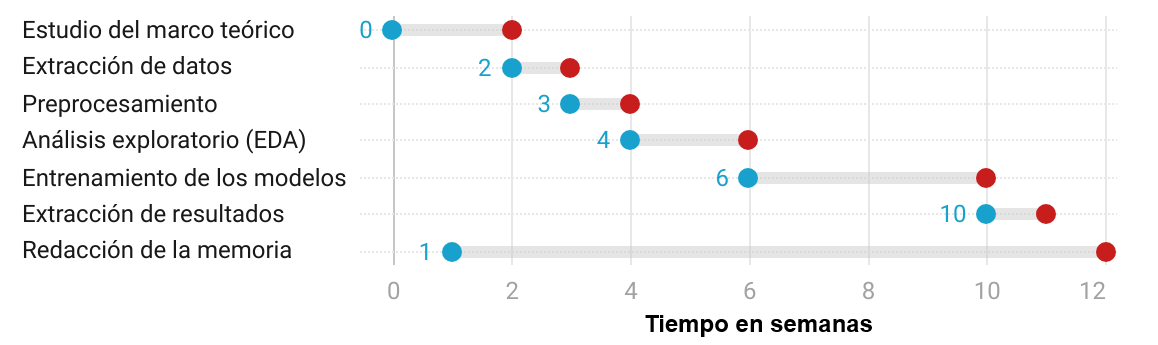 Estudio del marco teórico 0
Extracción de datos 2
Preprocesamiento 3
Análisis exploratorio (EDA) 4
Entrenamiento de los modelos 6
Extracción de resultados 10
Redacción de la memoria 1
0 2 4 6 8 10 12
Tiempo en semanas